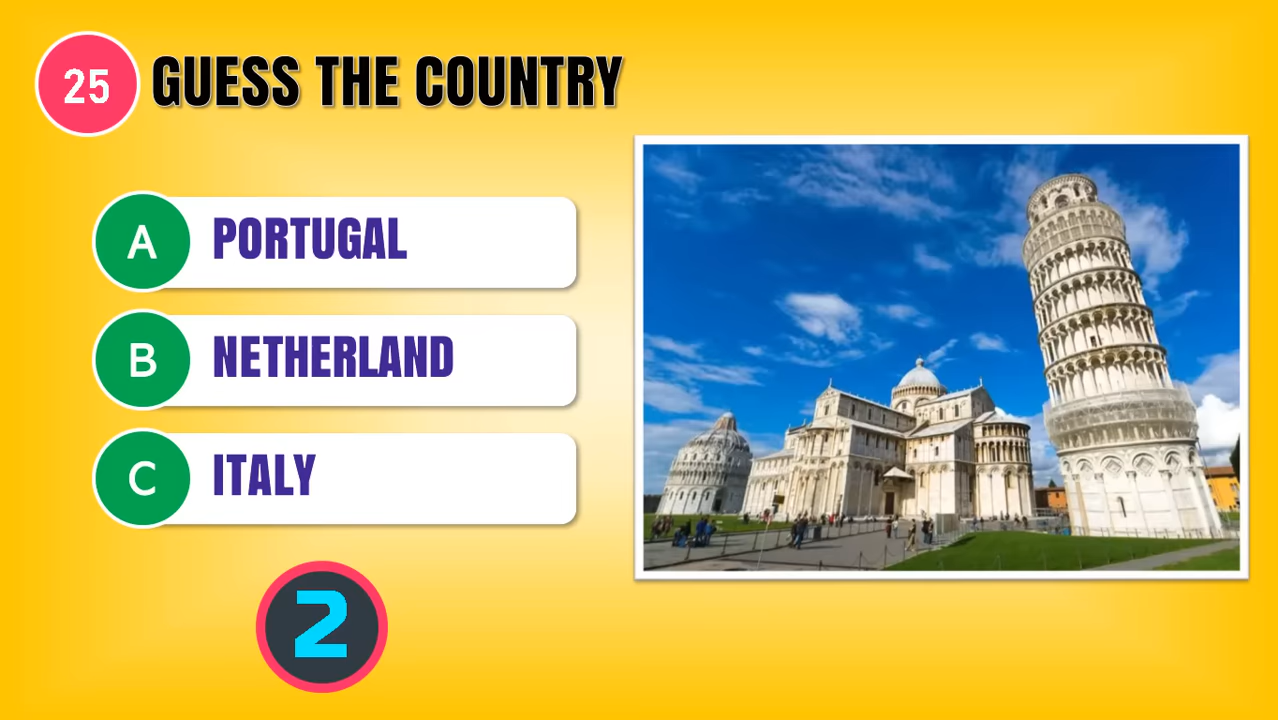 25 GUESS THE COUNTRY
A PORTUGAL
B NETHERLAND
C ITALY
2